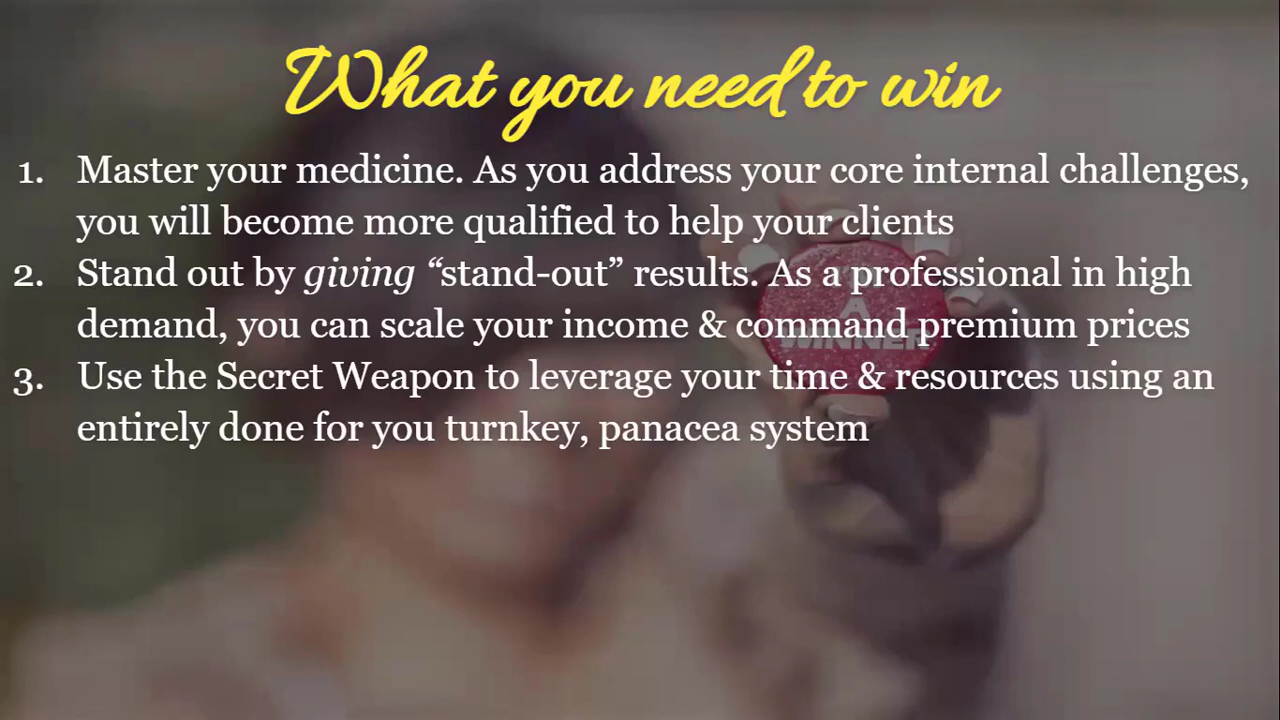 What you need to win
1. Master your medicine. As you address your core internal challenges,
you will become more qualified to help your clients
2. Stand out by giving “stand-out” results. As a professional in high
demand, you can scale your income & command premium prices
3. Use the Secret Weapon to leverage your time & resources using an
entirely done for you turnkey, panacea system
A
WINNER